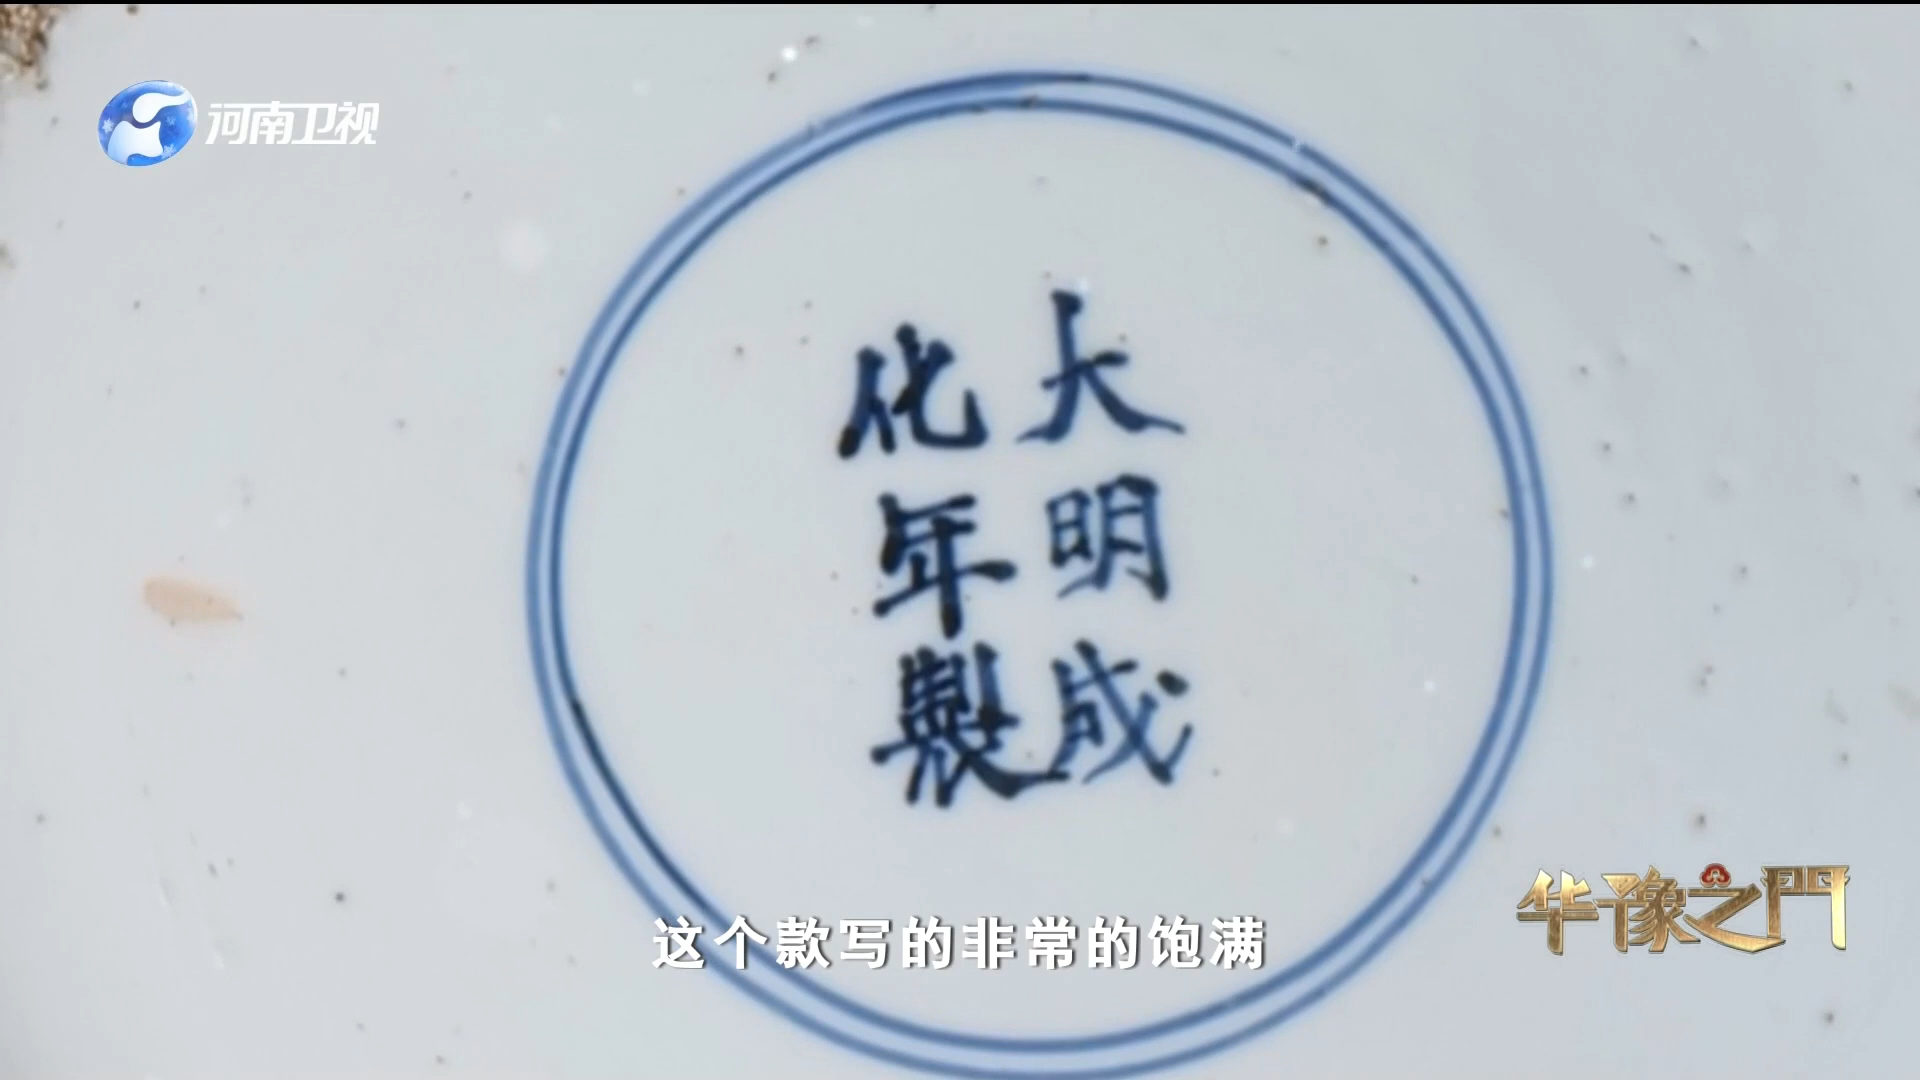 河南卫视
大明成
化年製
这个款写的非常的饱满
华豫之门